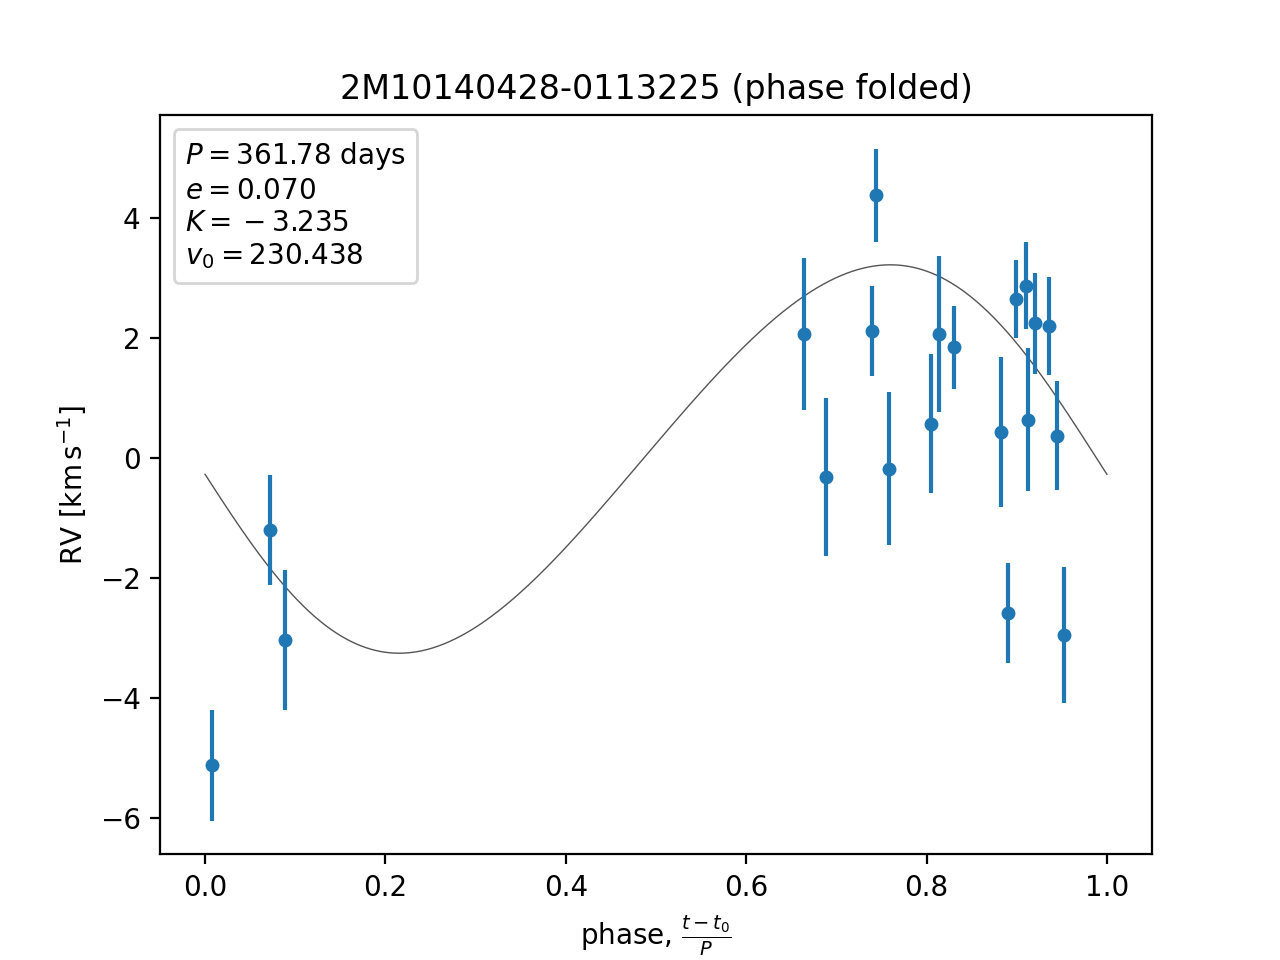 2M10140428-0113225 (phase folded)
P = 361.78 days
e = 0.070
K = −3.235
v₀ = 230.438
RV [km s⁻¹]
4
2
0
−2
−4
−6
0.0 0.2 0.4 0.6 0.8 1.0
phase, (t − t₀)/P